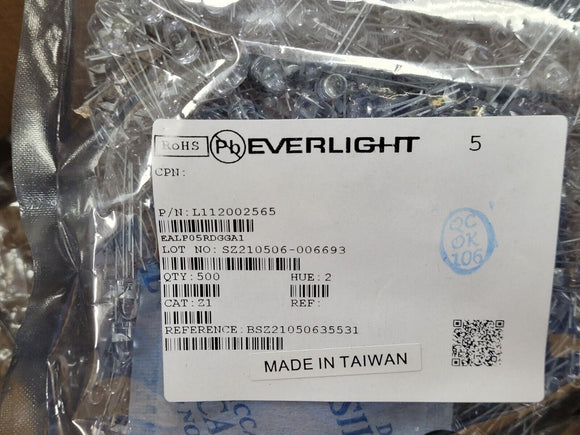 RoHS Pb EVERLIGHT 5
CPN:
P/N:L112002565
EALP05RDGGA1
LOT NO: SZ210506-006693
QC
OK
106
QTY:500 HUE:2
CAT:Z1 REF:
REFERENCE:BSZ21050635531
MADE IN TAIWAN